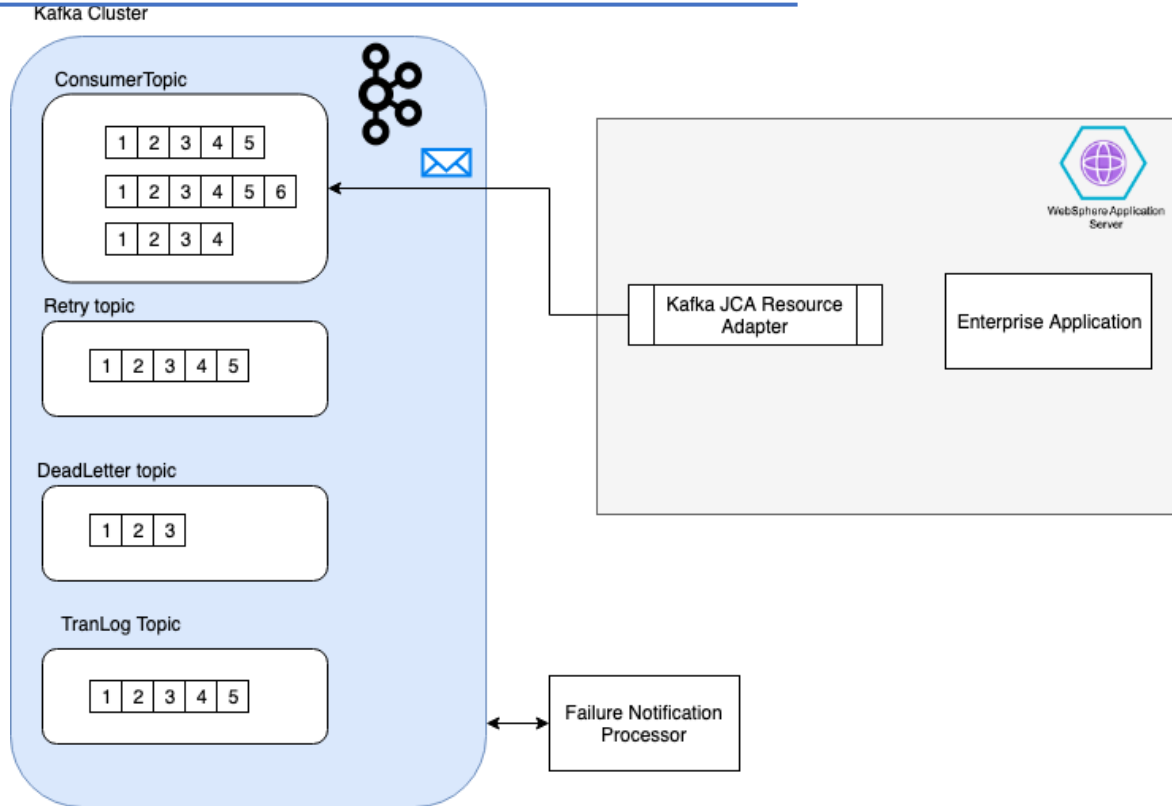 Kafka Cluster
ConsumerTopic
1 2 3 4 5
1 2 3 4 5 6
1 2 3 4
Retry topic
1 2 3 4 5
DeadLetter topic
1 2 3
TranLog Topic
1 2 3 4 5
WebSphere Application
Server
Kafka JCA Resource
Adapter
Enterprise Application
Failure Notification
Processor